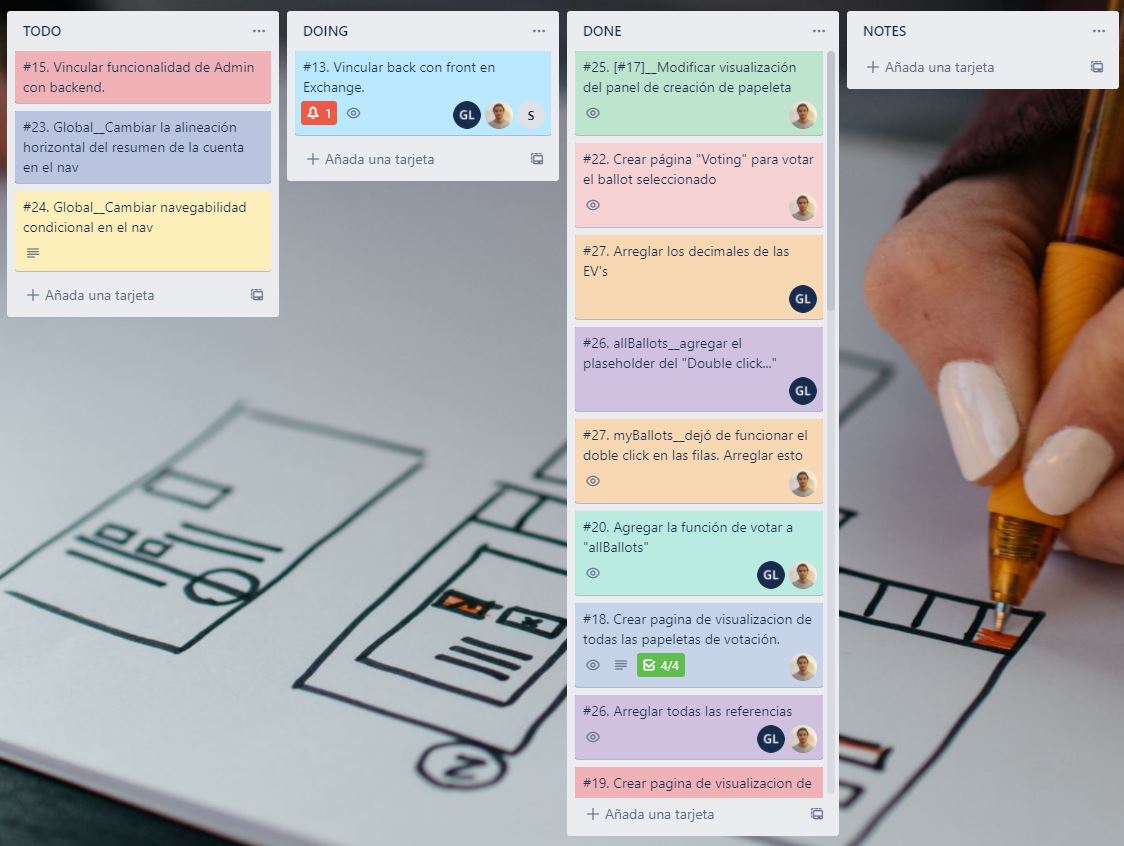 TODO
#15. Vincular funcionalidad de Admin
con backend.
#23. Global__Cambiar la alineación
horizontal del resumen de la cuenta
en el nav
#24. Global__Cambiar navegabilidad
condicional en el nav
Añada una tarjeta
DOING
#13. Vincular back con front en
Exchange.
1
GL
S
Añada una tarjeta
DONE
#25. [#17]__Modificar visualización
del panel de creación de papeleta
#22. Crear página "Voting" para votar
el ballot seleccionado
#27. Arreglar los decimales de las
EV's
GL
#26. allBallots__agregar el
plaseholder del "Double click..."
GL
#27. myBallots__dejó de funcionar el
doble click en las filas. Arreglar esto
#20. Agregar la función de votar a
"allBallots"
GL
#18. Crear pagina de visualizacion de
todas las papeletas de votación.
4/4
#26. Arreglar todas las referencias
GL
#19. Crear pagina de visualizacion de
Añada una tarjeta
NOTES
Añada una tarjeta